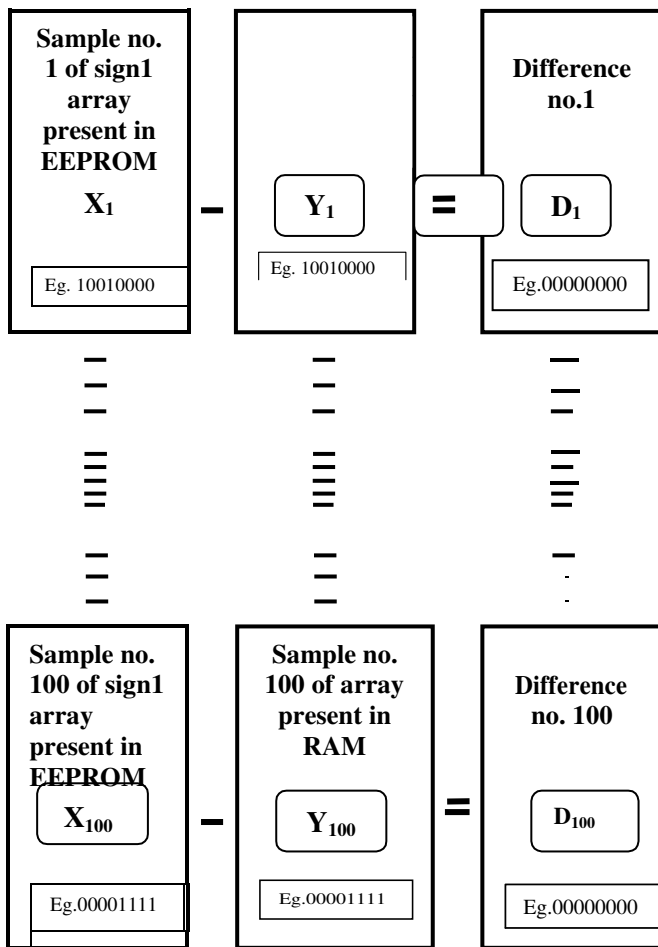 Sample no.
1 of sign1
array
present in
EEPROM
X1
Eg. 10010000
–
Y1
Eg. 10010000
=
Difference
no.1
D1
Eg.00000000
Sample no.
100 of sign1
array
present in
EEPROM
X100
Eg.00001111
–
Sample no.
100 of array
present in
RAM
Y100
Eg.00001111
=
Difference
no. 100
D100
Eg.00000000